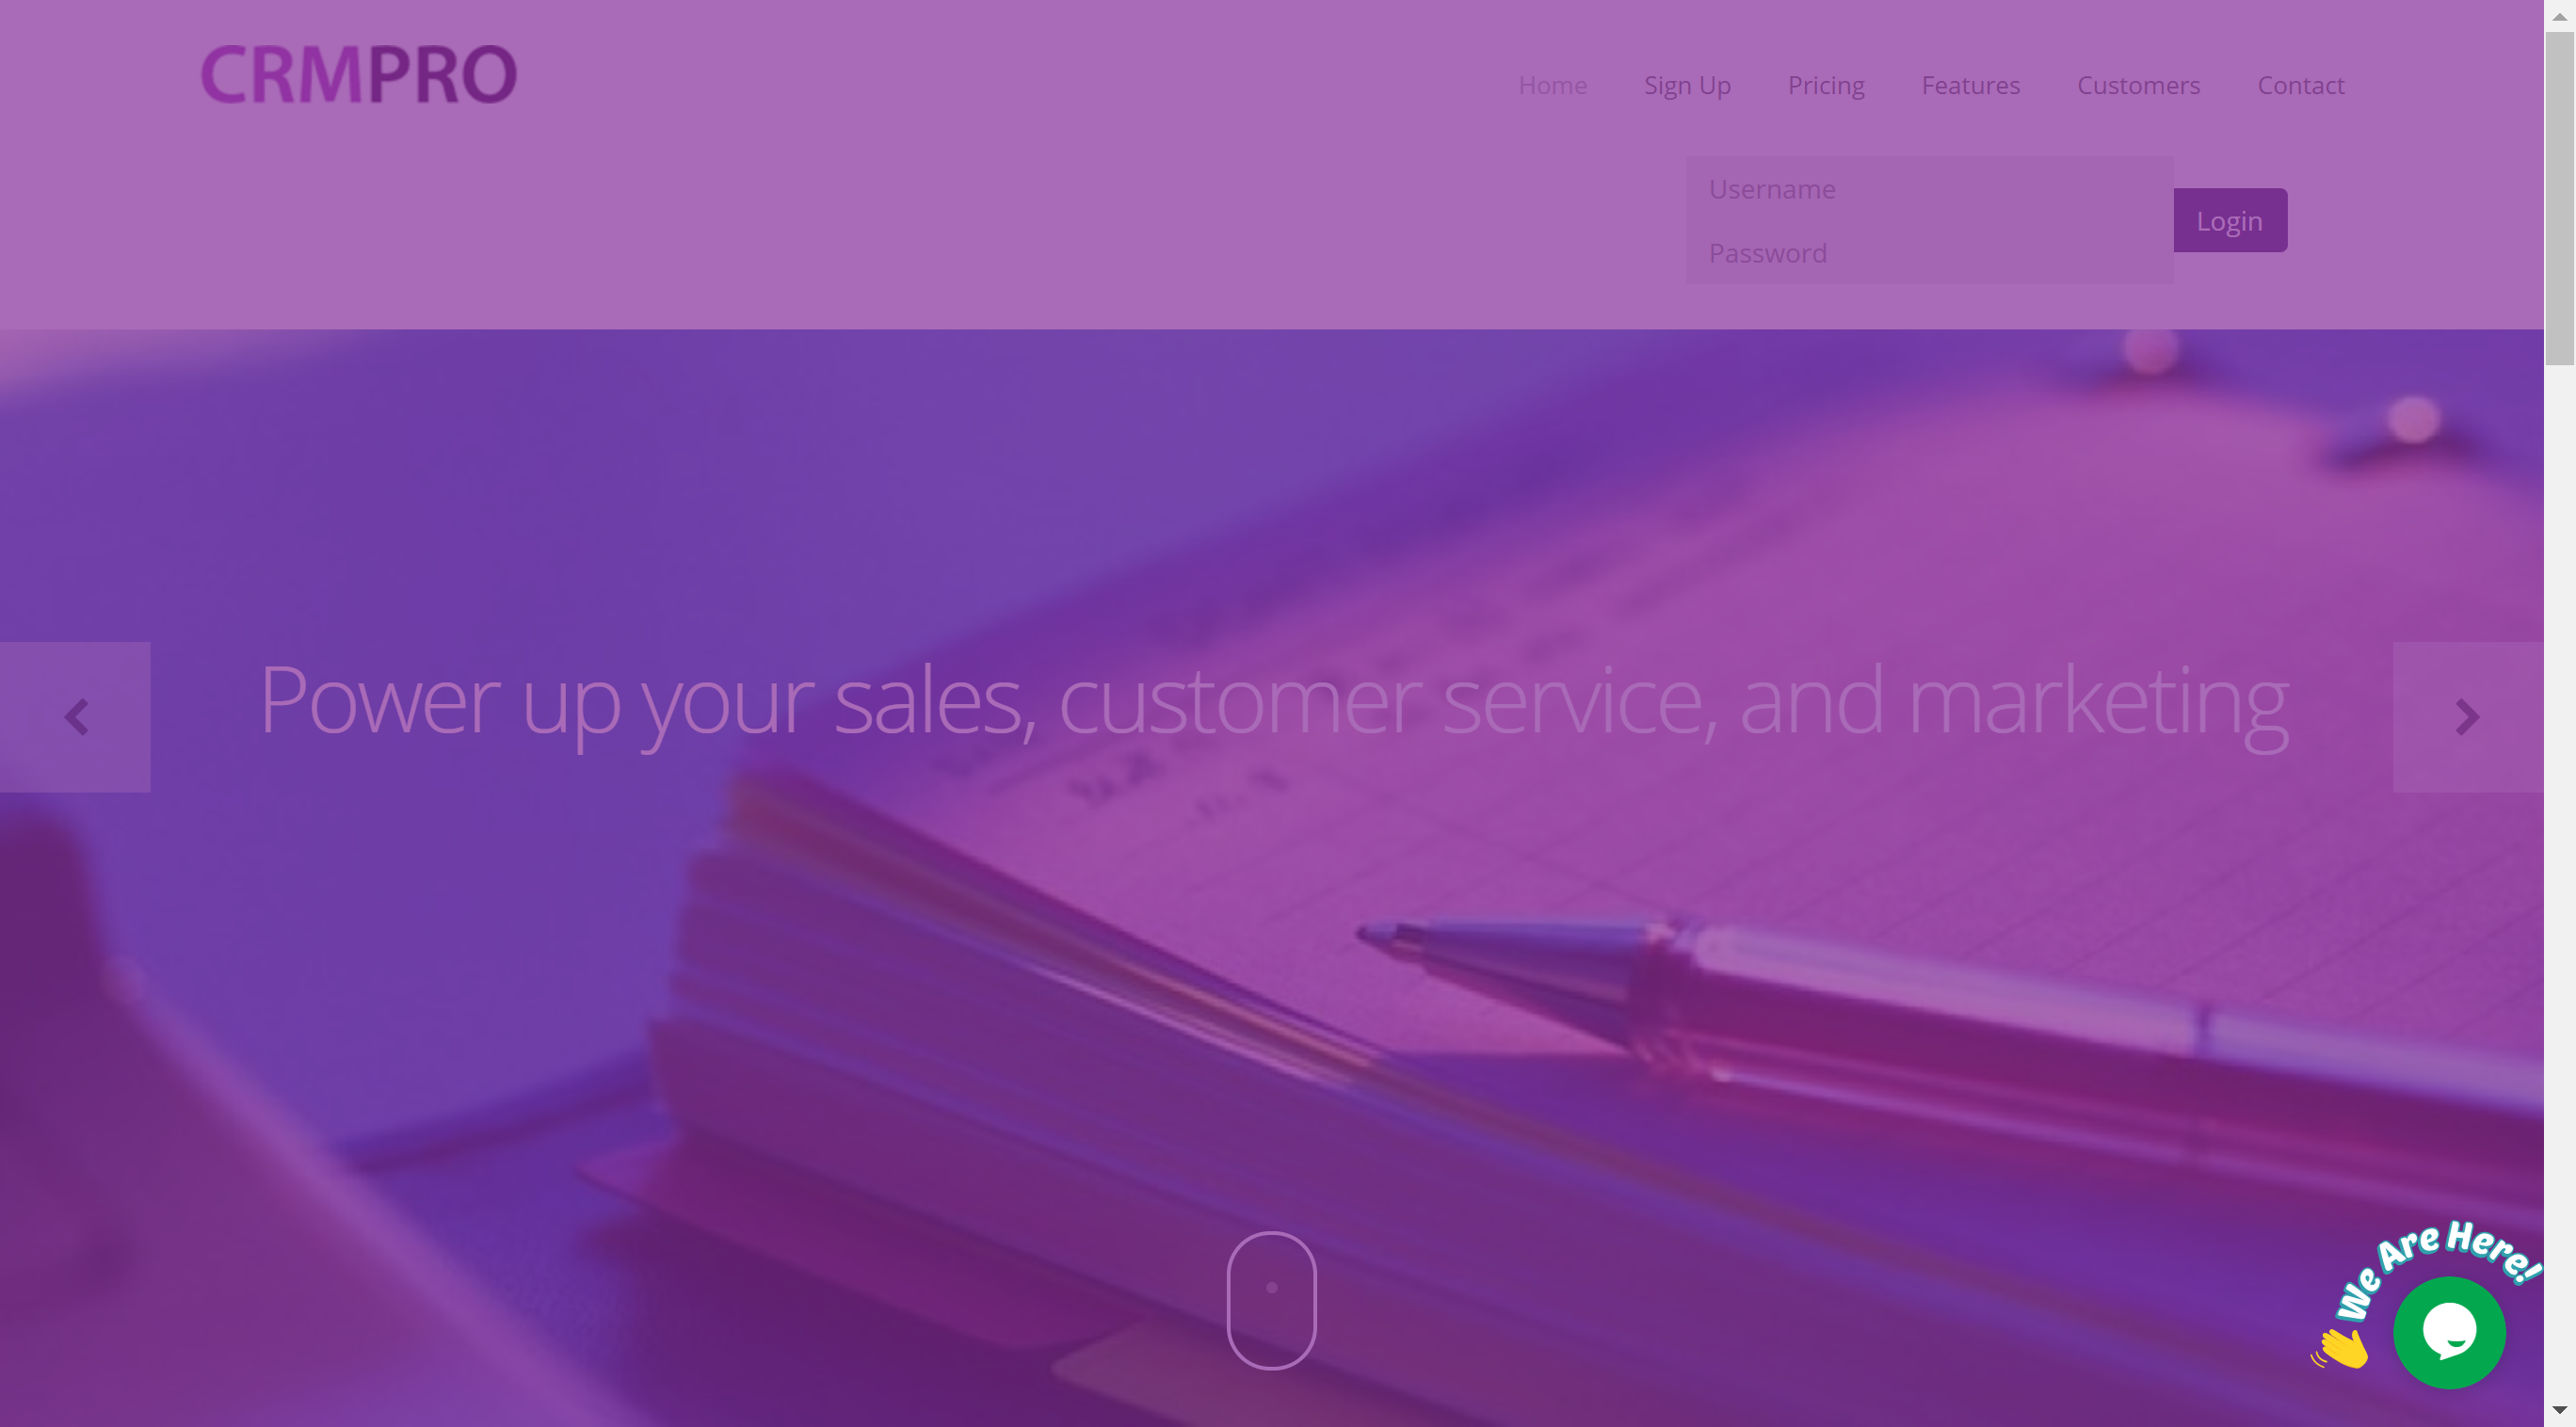 CRMPRO
Home Sign Up Pricing Features Customers Contact
Username
Login
Password
Power up your sales, customer service, and marketing
We Are Here!